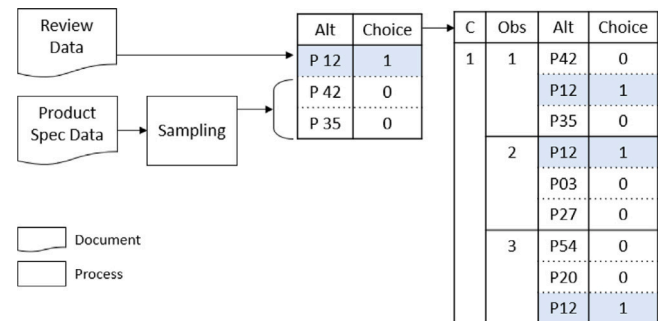 Review
Data
Product
Spec Data
Sampling
Alt Choice
P 12 1
P 42 0
P 35 0
C Obs Alt Choice
1 1 P42 0
P12 1
P35 0
2 P12 1
P03 0
P27 0
3 P54 0
P20 0
P12 1
Document
Process